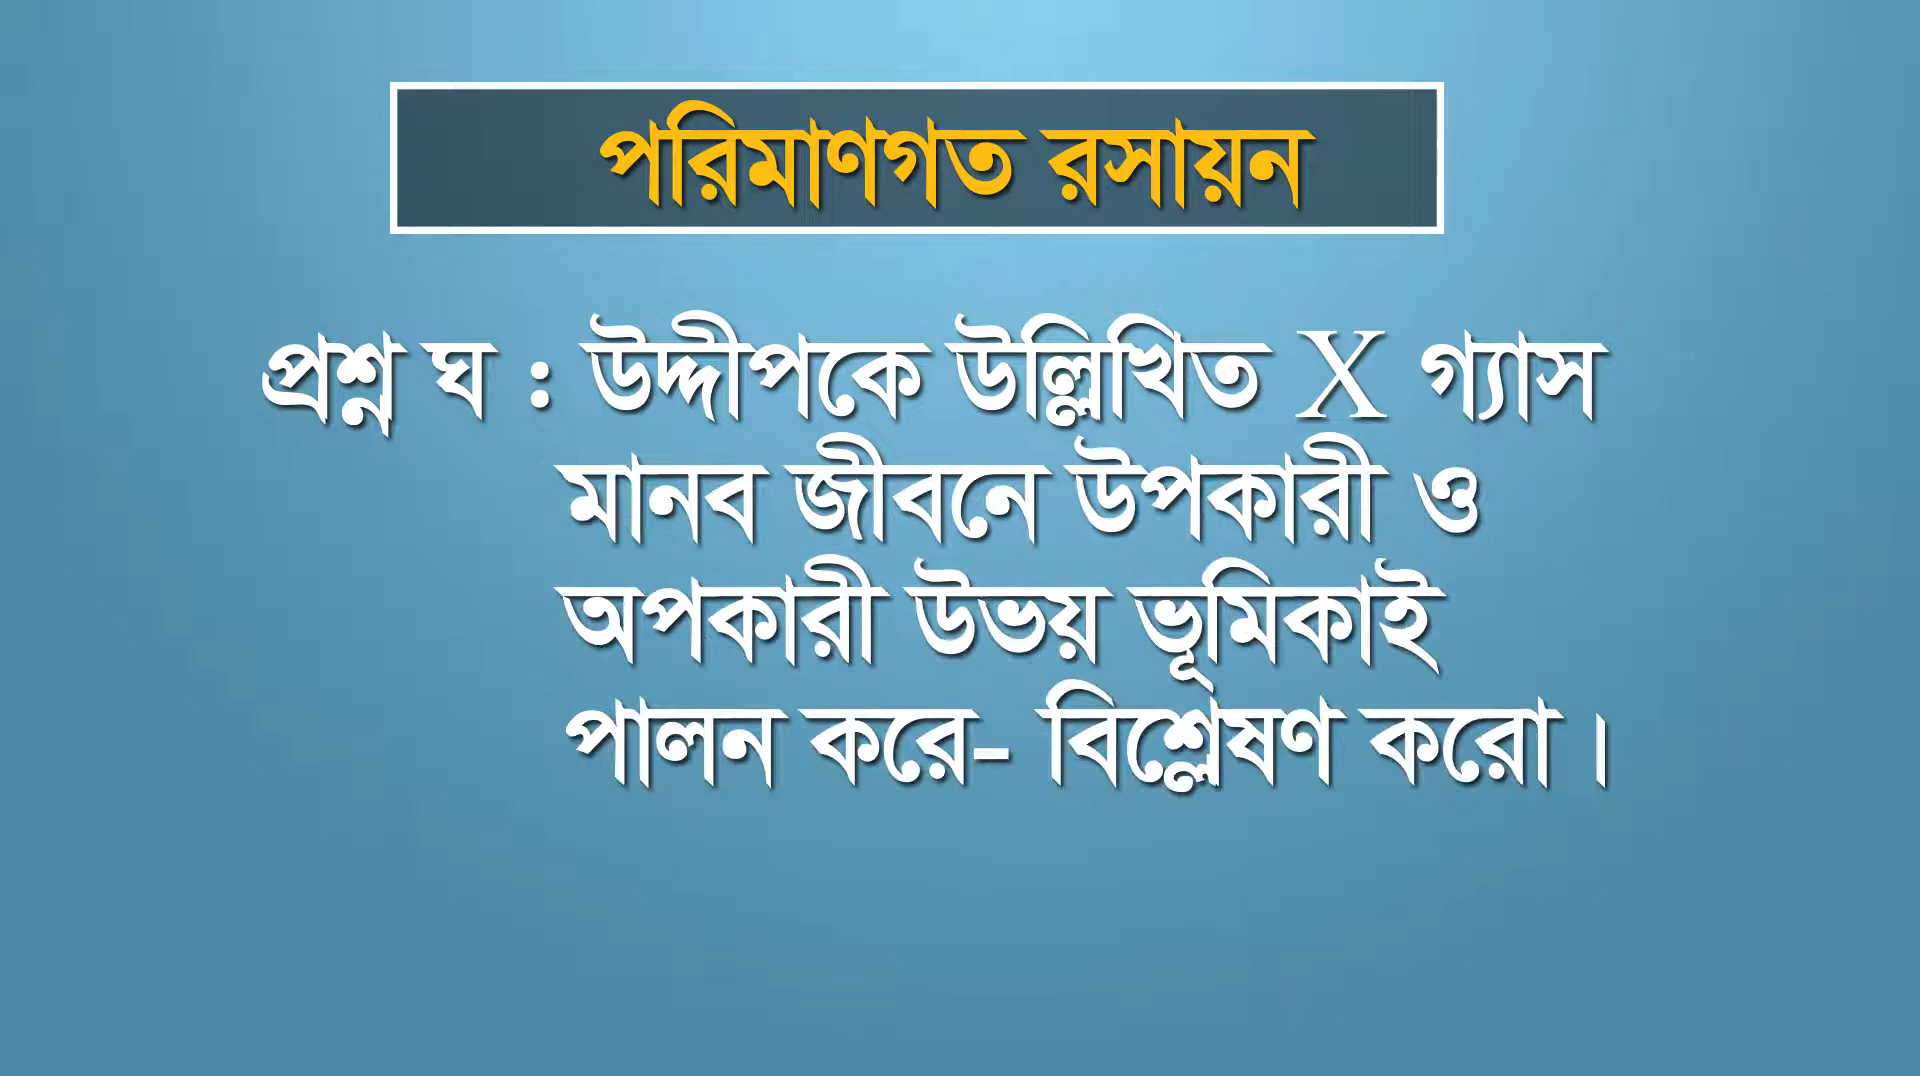 পরিমাণগত রসায়ন
প্রশ্ন ঘ : উদ্দীপকে উল্লিখিত X গ্যাস
মানব জীবনে উপকারী ও
অপকারী উভয় ভূমিকাই
পালন করে- বিশ্লেষণ করো।